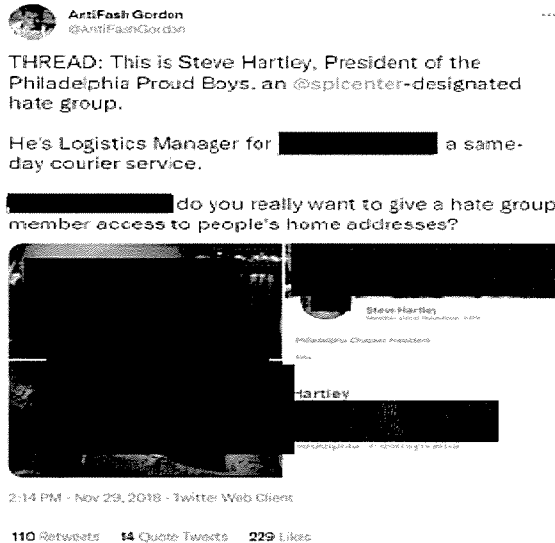 AntiFash Gordon
@AntiFashGordon
THREAD: This is Steve Hartley, President of the
Philadelphia Proud Boys, an @splcenter-designated
hate group.
He's Logistics Manager for a same-
day courier service.
do you really want to give a hate group
member access to people's home addresses?
Steve Hartley
Philadelphia Chapter President
Hartley
2:14 PM - Nov 29, 2018 - Twitter Web Client
110 Retweets 14 Quote Tweets 229 Likes